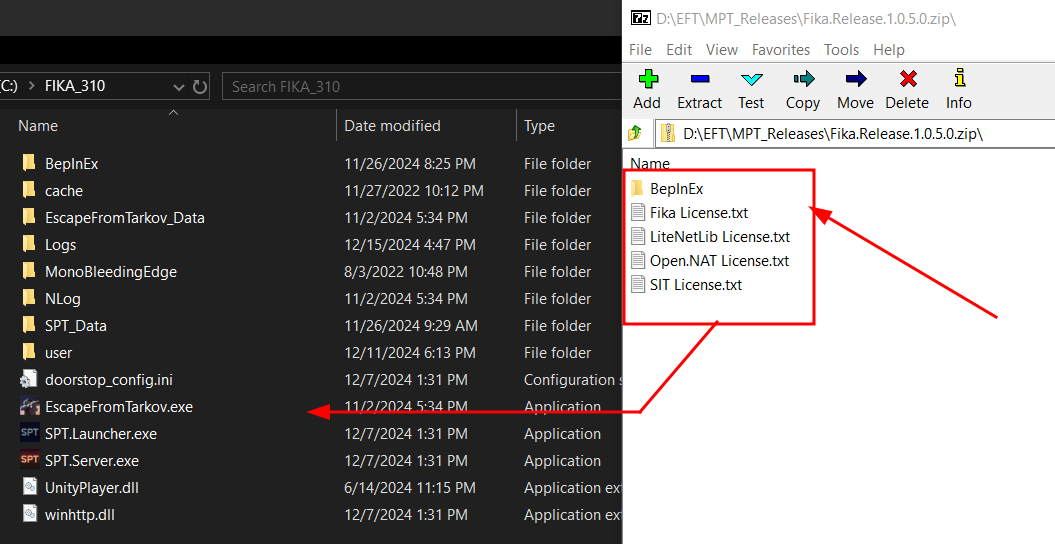 (C:) > FIKA_310
Search FIKA_310
Name Date modified Type
BepInEx 11/26/2024 8:25 PM File folder
cache 11/27/2022 10:12 PM File folder
EscapeFromTarkov_Data 11/2/2024 5:34 PM File folder
Logs 12/15/2024 4:47 PM File folder
MonoBleedingEdge 8/3/2022 10:48 PM File folder
NLog 11/2/2024 5:34 PM File folder
SPT_Data 11/26/2024 9:29 AM File folder
user 12/11/2024 6:13 PM File folder
doorstop_config.ini 12/7/2024 1:31 PM Configuration s
EscapeFromTarkov.exe 11/2/2024 5:34 PM Application
SPT SPT.Launcher.exe 12/7/2024 1:31 PM Application
SPT SPT.Server.exe 12/7/2024 1:31 PM Application
UnityPlayer.dll 6/14/2024 11:15 PM Application ext
winhttp.dll 12/7/2024 1:31 PM Application ext
7z D:\EFT\MPT_Releases\Fika.Release.1.0.5.0.zip\
File Edit View Favorites Tools Help
Add Extract Test Copy Move Delete Info
D:\EFT\MPT_Releases\Fika.Release.1.0.5.0.zip\
Name
BepInEx
Fika License.txt
LiteNetLib License.txt
Open.NAT License.txt
SIT License.txt